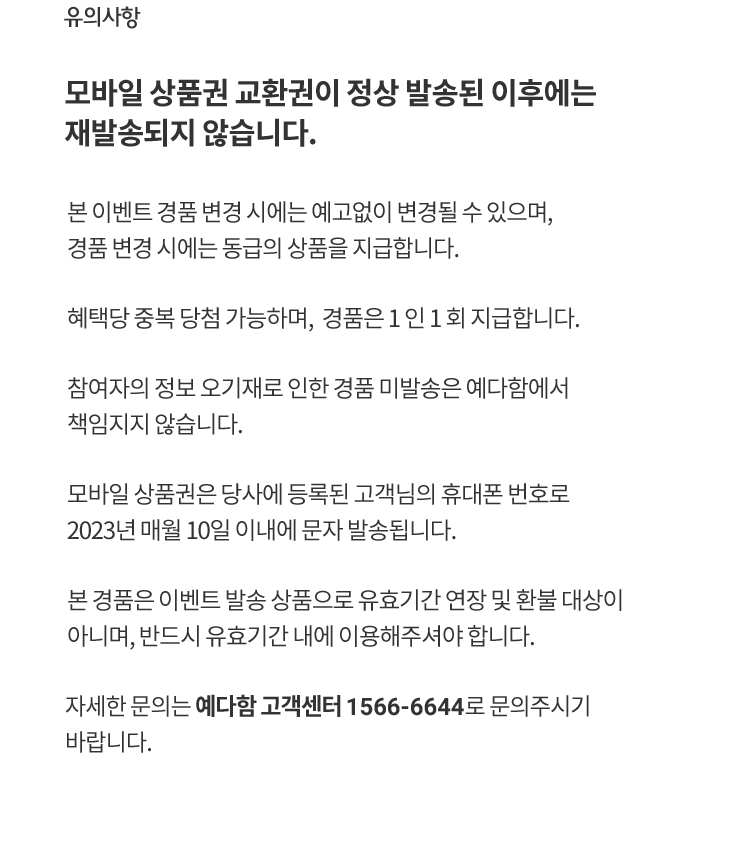 유의사항
모바일 상품권 교환권이 정상 발송된 이후에는
재발송되지 않습니다.
본 이벤트 경품 변경 시에는 예고없이 변경될 수 있으며,
경품 변경 시에는 동급의 상품을 지급합니다.
혜택당 중복 당첨 가능하며, 경품은 1인 1회 지급합니다.
참여자의 정보 오기재로 인한 경품 미발송은 예다함에서
책임지지 않습니다.
모바일 상품권은 당사에 등록된 고객님의 휴대폰 번호로
2023년 매월 10일 이내에 문자 발송됩니다.
본 경품은 이벤트 발송 상품으로 유효기간 연장 및 환불 대상이
아니며, 반드시 유효기간 내에 이용해주셔야 합니다.
자세한 문의는 예다함 고객센터 1566-6644로 문의주시기
바랍니다.